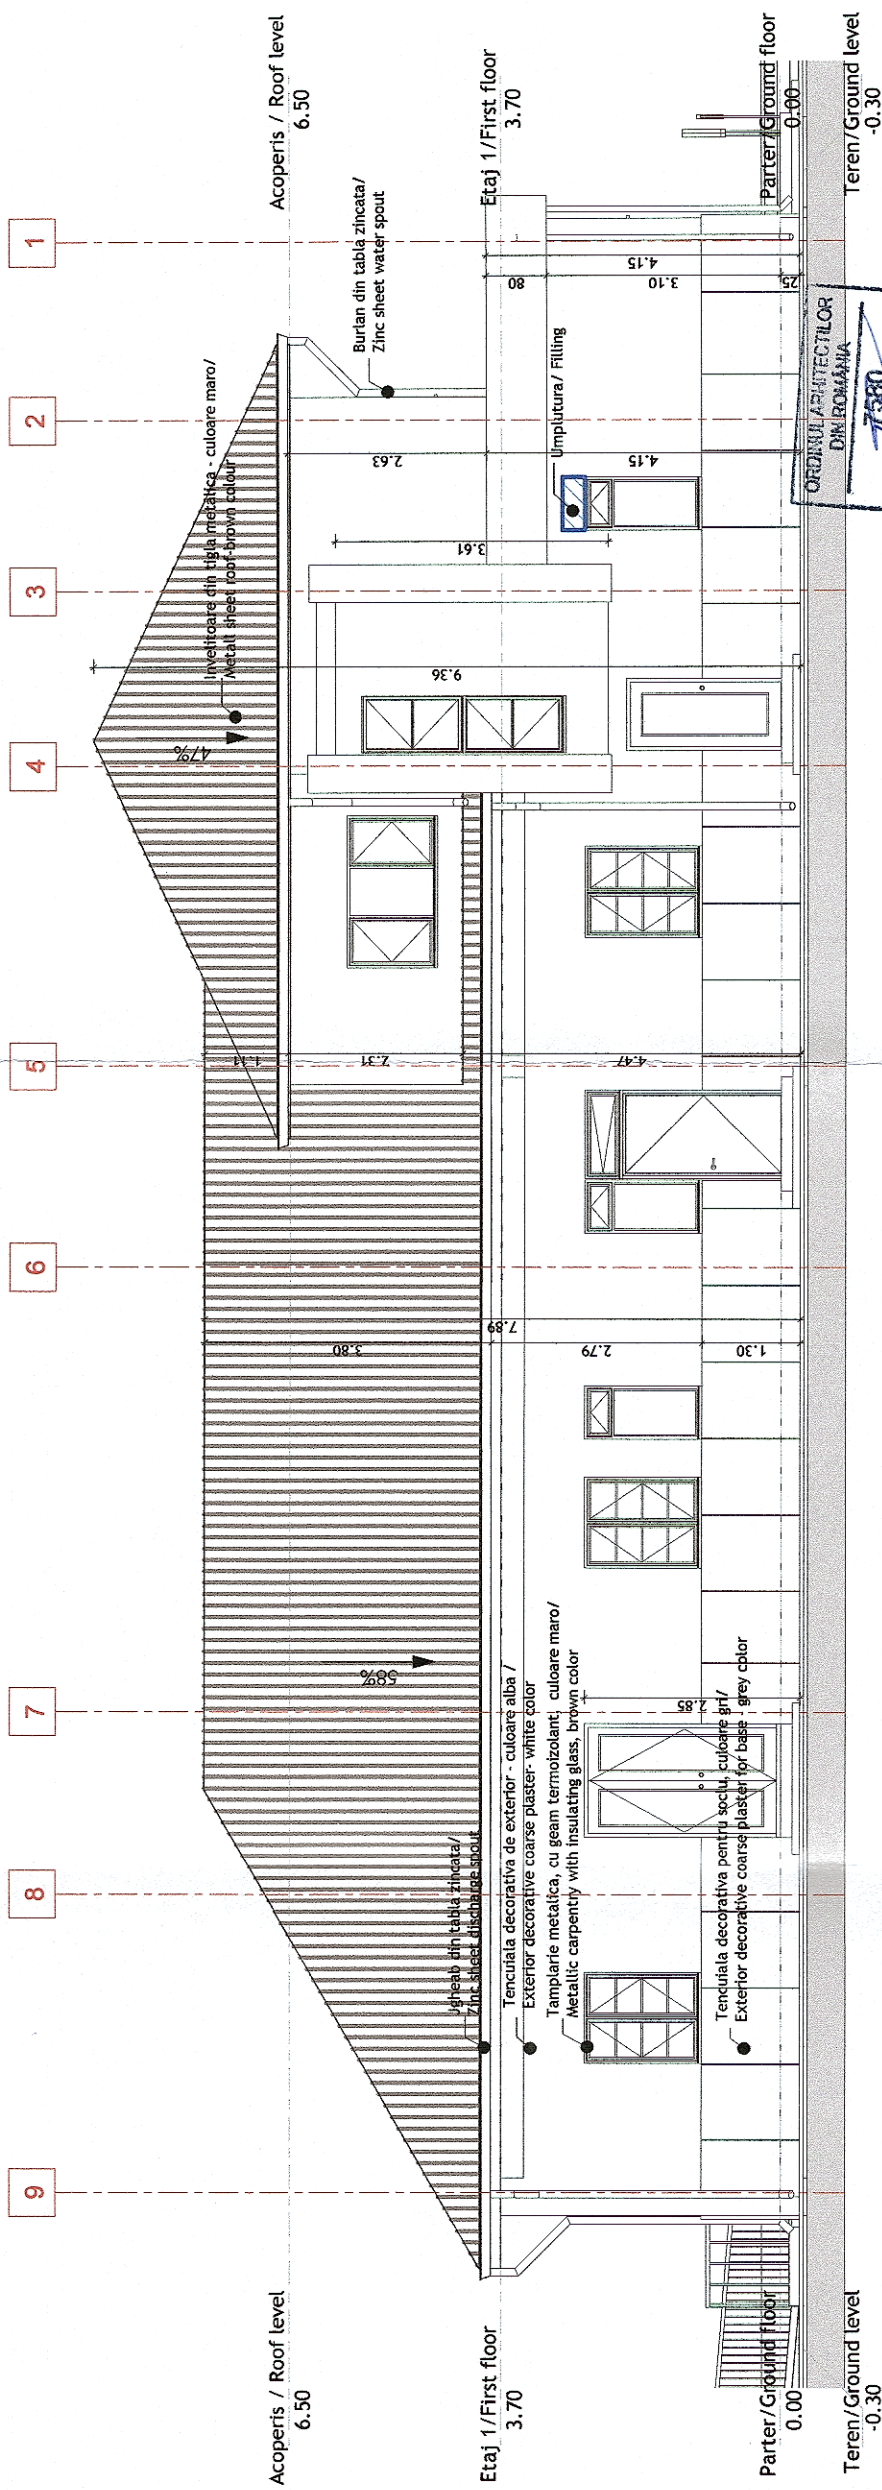 9
8
7
6
5
4
3
2
1
Acoperis / Roof level
6.50
Etaj 1/First floor
3.70
Parter/Ground floor
0.00
Teren/Ground level
-0.30
Jgheab din tabla zincata/
Zinc sheet discharge spout
Tencuiala decorativa de exterior - culoare alba /
Exterior decorative coarse plaster- white color
Tamplarie metalica, cu geam termoizolant, culoare maro/
Metallic carpentry with insulating glass, brown color
Tencuiala decorativa pentru soclu, culoare gri/
Exterior decorative coarse plaster for base - grey color
58%
2.85
3.80
7.89
2.79
1.30
1.11
2.31
4.47
47%
Invelitoare din tigla metalica - culoare maro/
Metall sheet roof-brown colour
9.36
3.61
2.63
4.15
Umplutura/ Filling
Burlan din tabla zincata/
Zinc sheet water spout
80
4.15
3.10
25
Acoperis / Roof level
6.50
Etaj 1/First floor
3.70
Parter/Ground floor
0.00
Teren/Ground level
-0.30
ORDINUL ARHITECTILOR
DIN ROMÂNIA
7580